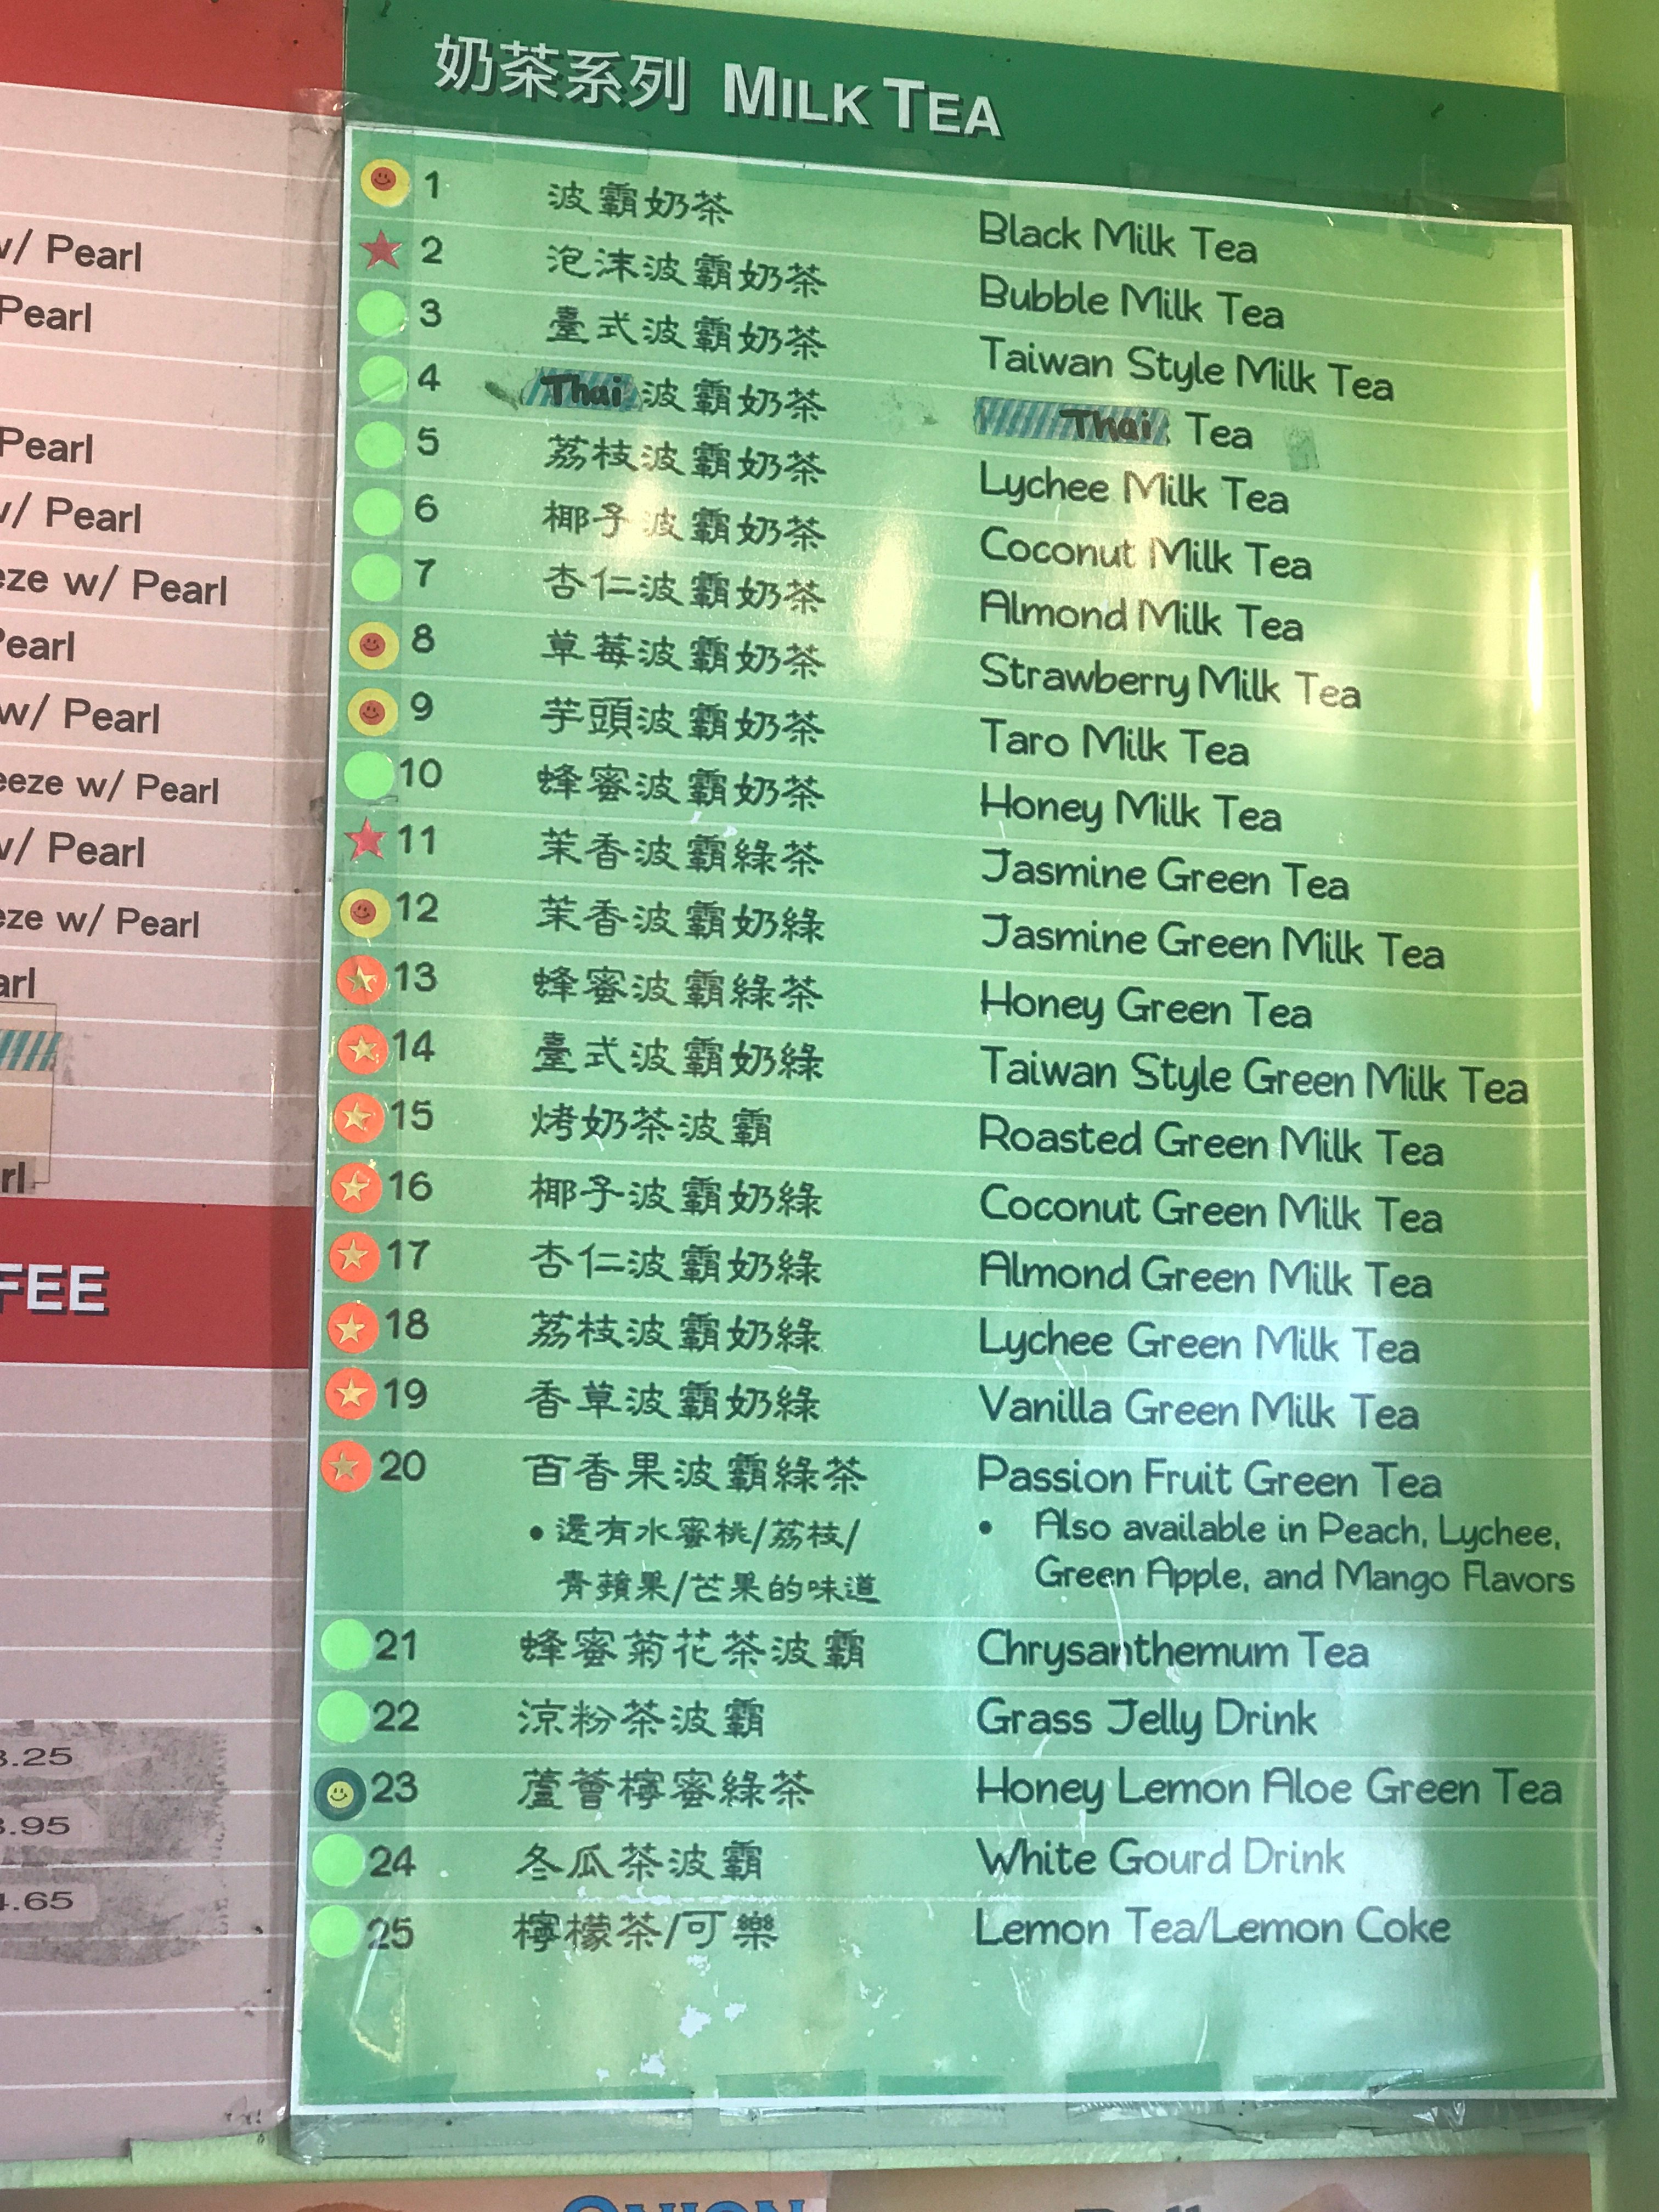 w/ Pearl
Pearl
Pearl
w/ Pearl
eze w/ Pearl
Pearl
w/ Pearl
eeze w/ Pearl
w/ Pearl
eze w/ Pearl
arl
rl
FEE
3.25
3.95
4.65
奶茶系列 MILK TEA
1 波霸奶茶 Black Milk Tea
2 泡沫波霸奶茶 Bubble Milk Tea
3 臺式波霸奶茶 Taiwan Style Milk Tea
4 Thai 波霸奶茶 Thai Tea
5 荔枝波霸奶茶 Lychee Milk Tea
6 椰子波霸奶茶 Coconut Milk Tea
7 杏仁波霸奶茶 Almond Milk Tea
8 草莓波霸奶茶 Strawberry Milk Tea
9 芋頭波霸奶茶 Taro Milk Tea
10 蜂蜜波霸奶茶 Honey Milk Tea
11 茉香波霸綠茶 Jasmine Green Tea
12 茉香波霸奶綠 Jasmine Green Milk Tea
13 蜂蜜波霸綠茶 Honey Green Tea
14 臺式波霸奶綠 Taiwan Style Green Milk Tea
15 烤奶茶波霸 Roasted Green Milk Tea
16 椰子波霸奶綠 Coconut Green Milk Tea
17 杏仁波霸奶綠 Almond Green Milk Tea
18 荔枝波霸奶綠 Lychee Green Milk Tea
19 香草波霸奶綠 Vanilla Green Milk Tea
20 百香果波霸綠茶 Passion Fruit Green Tea
• 還有水蜜桃/荔枝/ • Also available in Peach, Lychee,
青蘋果/芒果的味道 Green Apple, and Mango Flavors
21 蜂蜜菊花茶波霸 Chrysanthemum Tea
22 涼粉茶波霸 Grass Jelly Drink
23 蘆薈檸蜜綠茶 Honey Lemon Aloe Green Tea
24 冬瓜茶波霸 White Gourd Drink
25 檸檬茶/可樂 Lemon Tea/Lemon Coke
ONION